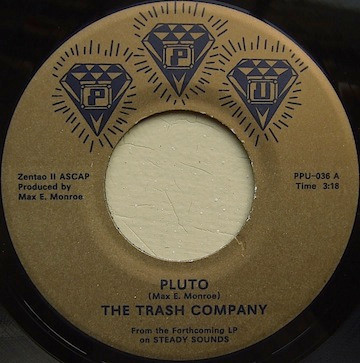 P P U
Zentao II ASCAP
Produced by
Max E. Monroe
PPU-036 A
Time 3:18
PLUTO
(Max E. Monroe)
THE TRASH COMPANY
From the Forthcoming LP
on STEADY SOUNDS